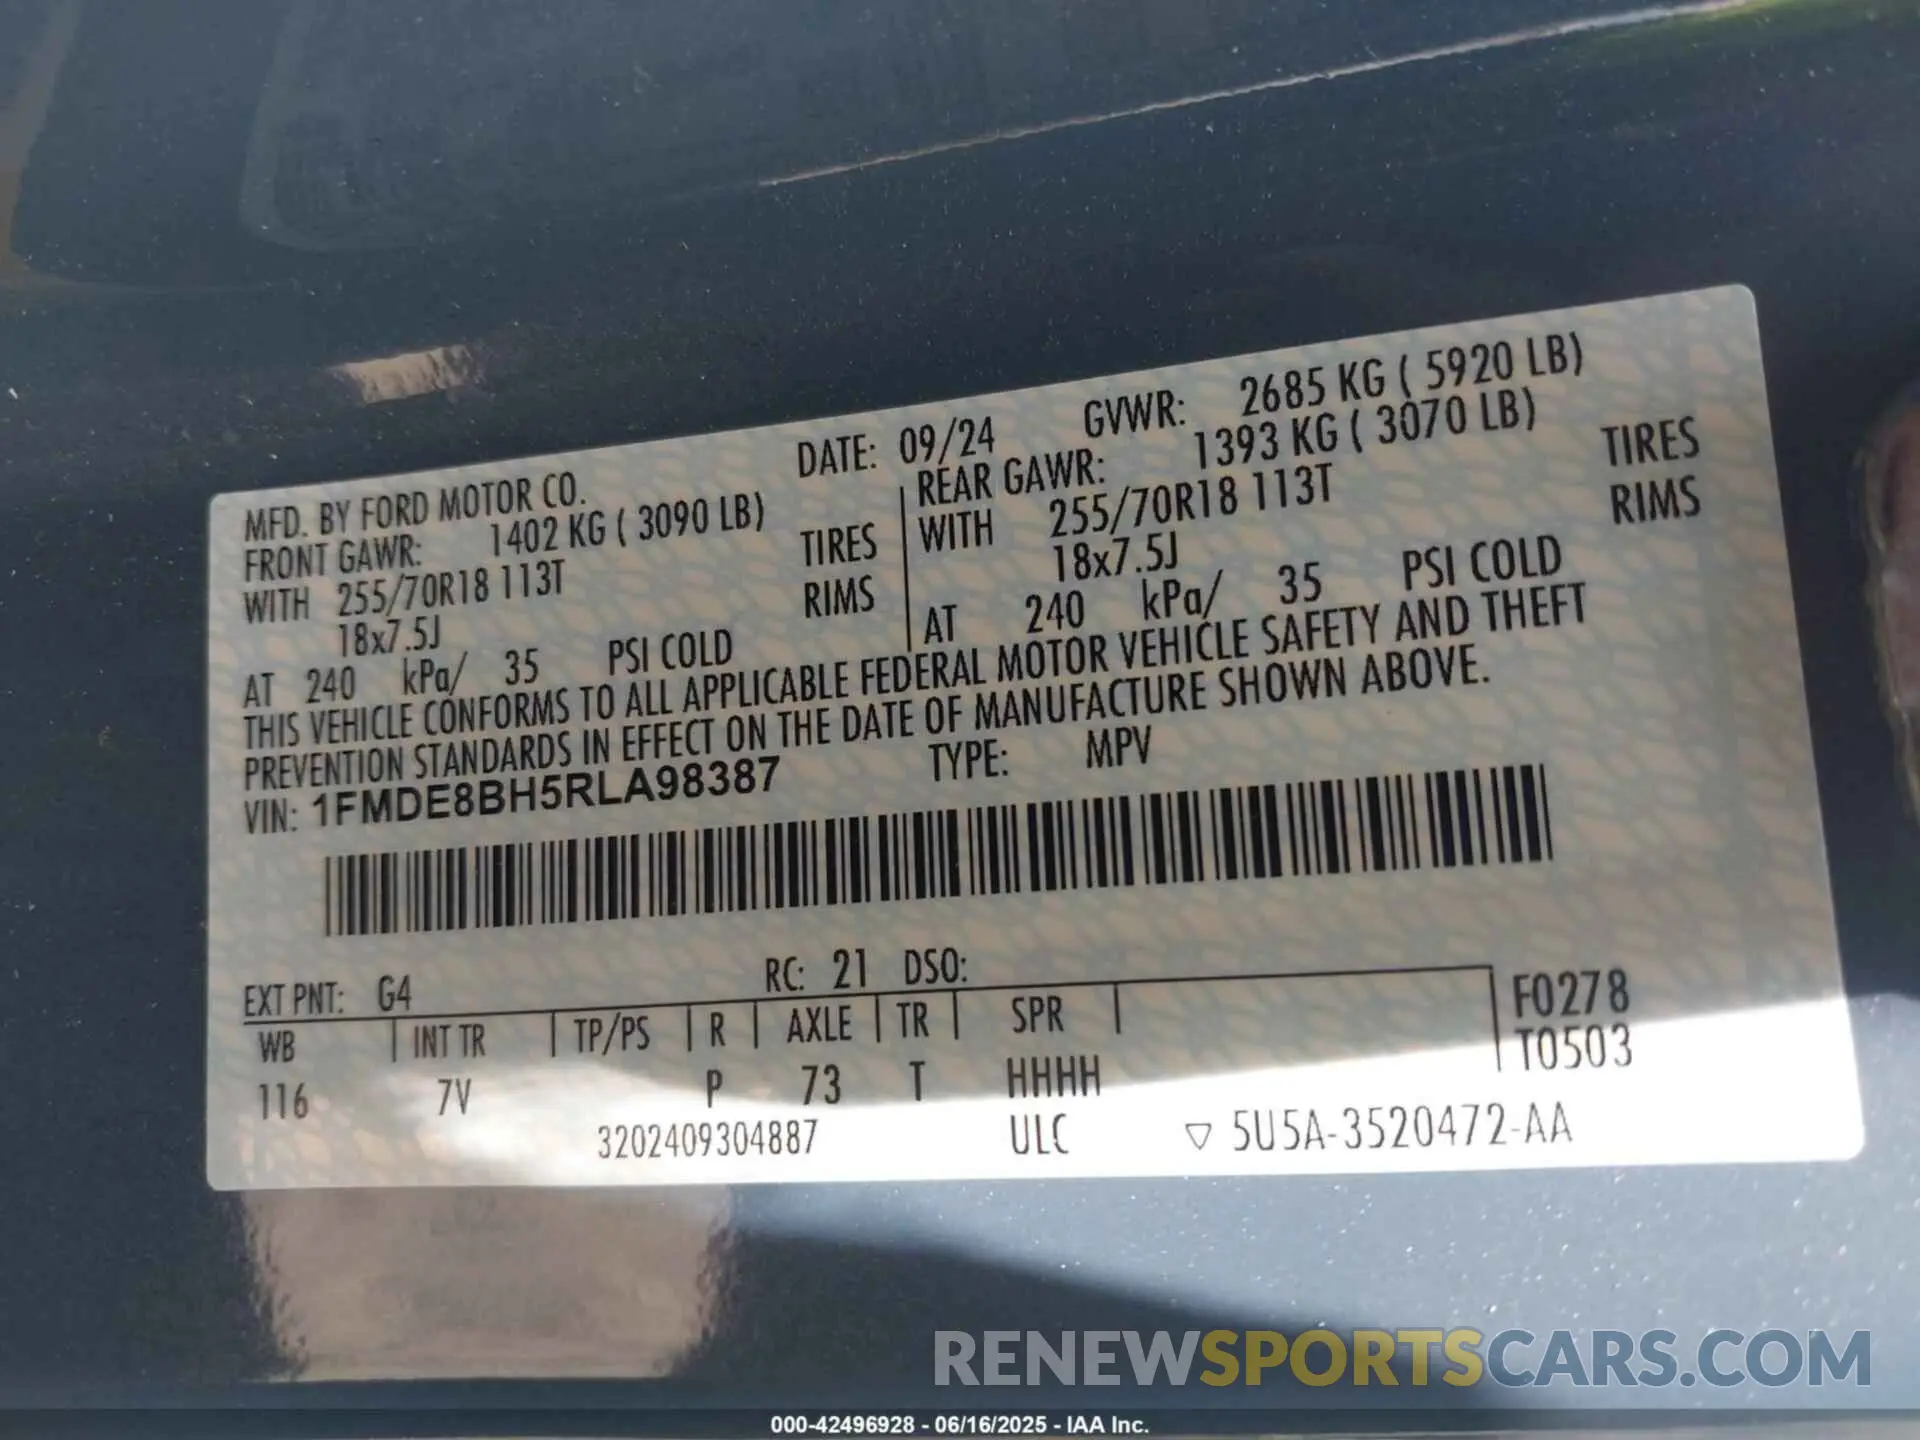 MFD. BY FORD MOTOR CO. DATE: 09/24 GVWR: 2685 KG ( 5920 LB)
FRONT GAWR: 1402 KG ( 3090 LB)
WITH 255/70R18 113T TIRES
18x7.5J RIMS
AT 240 kPa/ 35 PSI COLD
REAR GAWR: 1393 KG ( 3070 LB)
WITH 255/70R18 113T TIRES
18x7.5J RIMS
AT 240 kPa/ 35 PSI COLD
THIS VEHICLE CONFORMS TO ALL APPLICABLE FEDERAL MOTOR VEHICLE SAFETY AND THEFT
PREVENTION STANDARDS IN EFFECT ON THE DATE OF MANUFACTURE SHOWN ABOVE.
VIN: 1FMDE8BH5RLA98387 TYPE: MPV
EXT PNT: G4 RC: 21 DSO:
WB INT TR TP/PS R AXLE TR SPR F0278
T0503
116 7V P 73 T HHHH
3202409304887 ULC ▽ 5U5A-3520472-AA
RENEWSPORTSCARS.COM
000-42496928 - 06/16/2025 - IAA Inc.